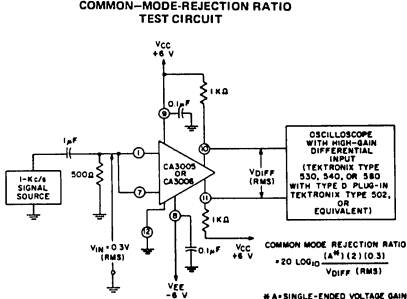 COMMON-MODE-REJECTION RATIO
TEST CIRCUIT
VCC
+6 V
0.1µF
1 KΩ
9
1µF
1
10
CA3005
OR
CA3006
VDIFF
(RMS)
OSCILLOSCOPE
WITH HIGH-GAIN
DIFFERENTIAL
INPUT
(TEKTRONIX TYPE
530, 540, OR 580
WITH TYPE D PLUG-IN
TEKTRONIX TYPE 502,
OR
EQUIVALENT)
1-Kc/s
SIGNAL
SOURCE
500Ω
7
11
8
12
1KΩ
VIN = 0.3V
(RMS)
0.1µF
VCC
+6 V
VEE
-6 V
COMMON MODE REJECTION RATIO
= 20 LOG10 (A*) (2) (0.3)
VDIFF (RMS)
* A = SINGLE-ENDED VOLTAGE GAIN